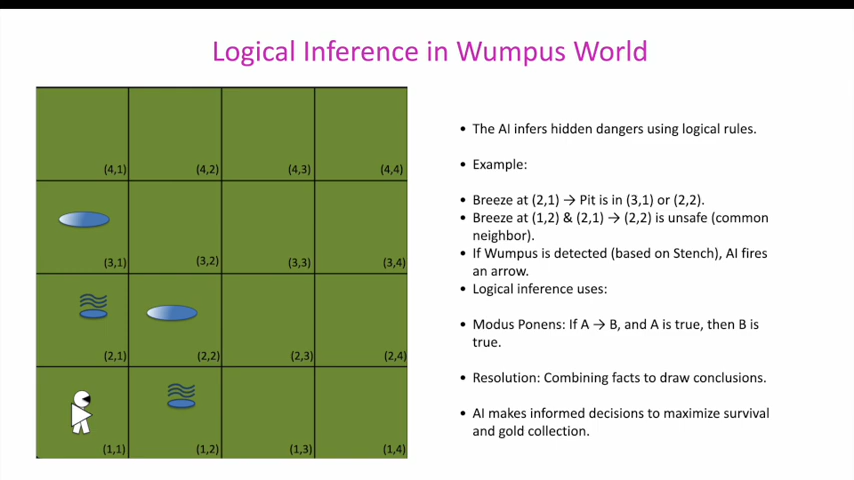 Logical Inference in Wumpus World
(4,1) (4,2) (4,3) (4,4)
(3,1) (3,2) (3,3) (3,4)
(2,1) (2,2) (2,3) (2,4)
(1,1) (1,2) (1,3) (1,4)
• The AI infers hidden dangers using logical rules.
• Example:
• Breeze at (2,1) → Pit is in (3,1) or (2,2).
• Breeze at (1,2) & (2,1) → (2,2) is unsafe (common
neighbor).
• If Wumpus is detected (based on Stench), AI fires
an arrow.
• Logical inference uses:
• Modus Ponens: If A → B, and A is true, then B is
true.
• Resolution: Combining facts to draw conclusions.
• AI makes informed decisions to maximize survival
and gold collection.